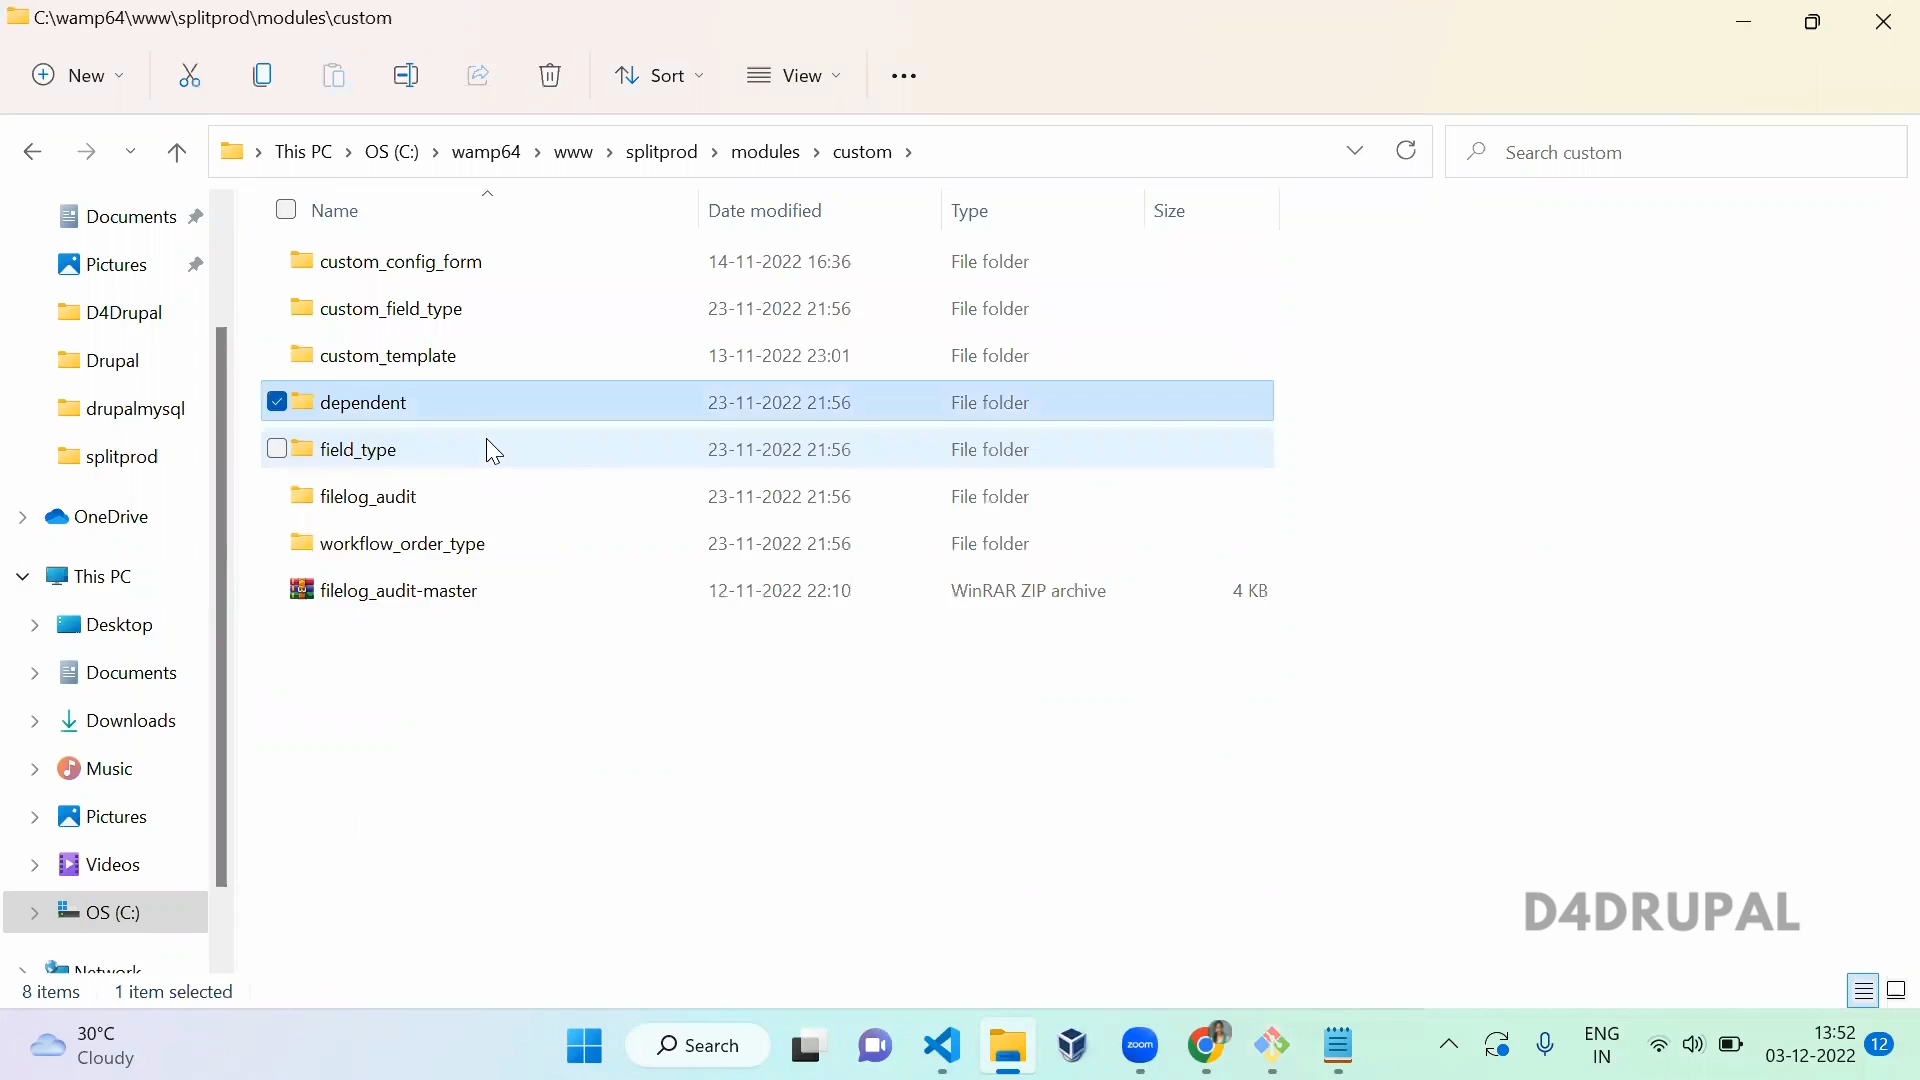 C:\wamp64\www\splitprod\modules\custom
New
Sort
View
This PC
OS (C:)
wamp64
www
splitprod
modules
custom
Search custom
Documents
Pictures
D4Drupal
Drupal
drupalmysql
splitprod
OneDrive
This PC
Desktop
Documents
Downloads
Music
Pictures
Videos
OS (C:)
Network
Name Date modified Type Size
custom_config_form 14-11-2022 16:36 File folder
custom_field_type 23-11-2022 21:56 File folder
custom_template 13-11-2022 23:01 File folder
dependent 23-11-2022 21:56 File folder
field_type 23-11-2022 21:56 File folder
filelog_audit 23-11-2022 21:56 File folder
workflow_order_type 23-11-2022 21:56 File folder
filelog_audit-master 12-11-2022 22:10 WinRAR ZIP archive 4 KB
D4DRUPAL
8 items 1 item selected
30°C
Cloudy
Search
zoom
ENG
IN
13:52
03-12-2022
12